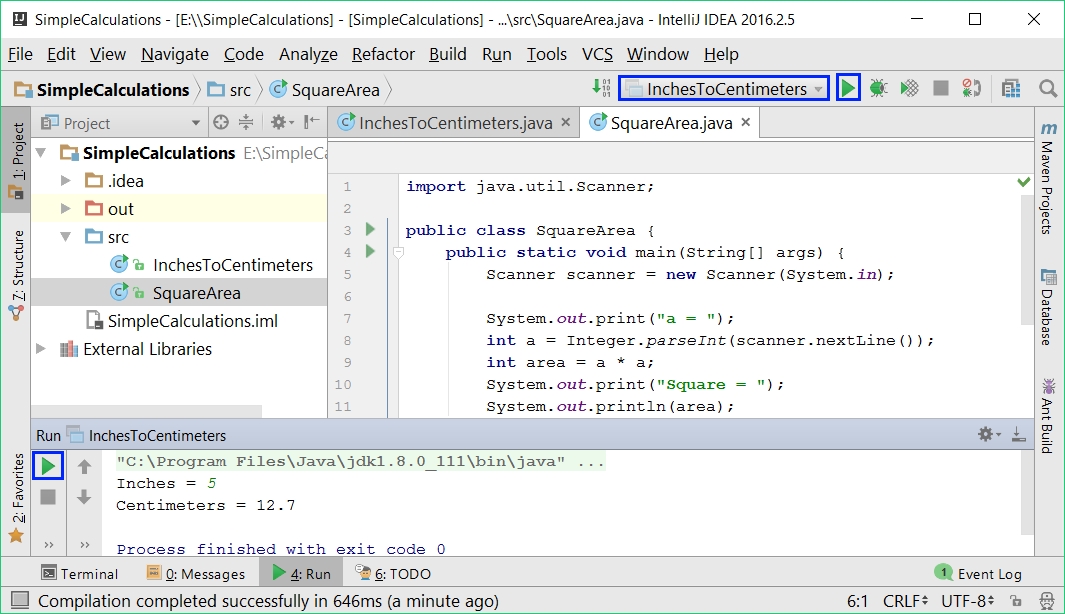 SimpleCalculations - [E:\\SimpleCalculations] - [SimpleCalculations] - ...\src\SquareArea.java - IntelliJ IDEA 2016.2.5
File Edit View Navigate Code Analyze Refactor Build Run Tools VCS Window Help
SimpleCalculations src SquareArea InchesToCentimeters
Project InchesToCentimeters.java SquareArea.java
SimpleCalculations E:\SimpleCa
.idea
out
src
InchesToCentimeters
SquareArea
SimpleCalculations.iml
External Libraries
1 import java.util.Scanner;
2
3 public class SquareArea {
4 public static void main(String[] args) {
5 Scanner scanner = new Scanner(System.in);
6
7 System.out.print("a = ");
8 int a = Integer.parseInt(scanner.nextLine());
9 int area = a * a;
10 System.out.print("Square = ");
11 System.out.println(area);
1: Project
7: Structure
2: Favorites
Maven Projects
Database
Ant Build
Run InchesToCentimeters
"C:\Program Files\Java\jdk1.8.0_111\bin\java" ...
Inches = 5
Centimeters = 12.7
Process finished with exit code 0
Terminal 0: Messages 4: Run 6: TODO 1 Event Log
Compilation completed successfully in 646ms (a minute ago) 6:1 CRLF UTF-8